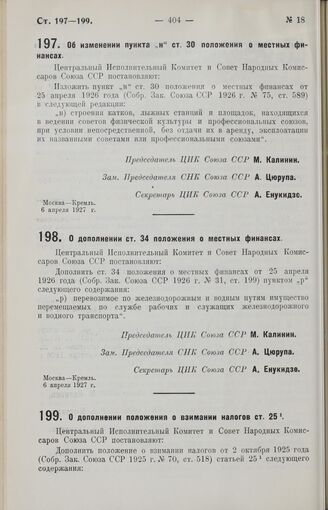 Ст. 197—199. — 404 — № 18
197. Об изменении пункта „н“ ст. 30 положения о местных фи-
нансах.
Центральный Исполнительный Комитет и Совет Народных Комис-
саров Союза ССР постановляют:
Изложить пункт „н“ ст. 30 положения о местных финансах от
25 апреля 1926 года (Собр. Зак. Союза ССР 1926 г. № 75, ст. 589)
в следующей редакции:
„н) строения катков, лыжных станций и площадок, находящихся
в ведении советов физической культуры и профессиональных союзов,
при условии непосредственной, без отдачи их в аренду, эксплоатации
их названными советами или профессиональными союзами“.
Председатель ЦИК Союза ССР М. Калинин.
Зам. Председателя СНК Союза ССР А. Цюрупа.
Секретарь ЦИК Союза ССР А. Енукидзе.
Москва—Кремль.
6 апреля 1927 г.
198. О дополнении ст. 34 положения о местных финансах.
Центральный Исполнительный Комитет и Совет Народных Комис-
саров Союза ССР постановляют:
Дополнить ст. 34 положения о местных финансах от 25 апреля
1926 года (Собр. Зак. Союза ССР 1926 г. № 31, ст. 199) пунктом „р“
следующего содержания:
„р) перевозимое по железнодорожным и водным путям имущество
перемещаемых по службе рабочих и служащих железнодорожного
и водного транспорта“.
Председатель ЦИК Союза ССР М. Калинин.
Зам. Председателя СНК Союза ССР А. Цюрупа.
Секретарь ЦИК Союза ССР А. Енукидзе.
Москва—Кремль.
6 апреля 1927 г.
199. О дополнении положения о взимании налогов ст. 25¹.
Центральный Исполнительный Комитет и Совет Народных Комис-
саров Союза ССР постановляют:
Дополнить положение о взимании налогов от 2 октября 1925 года
(Собр. Зак. Союза ССР 1925 г. № 70, ст. 518) статьей 25¹ следующего
содержания: